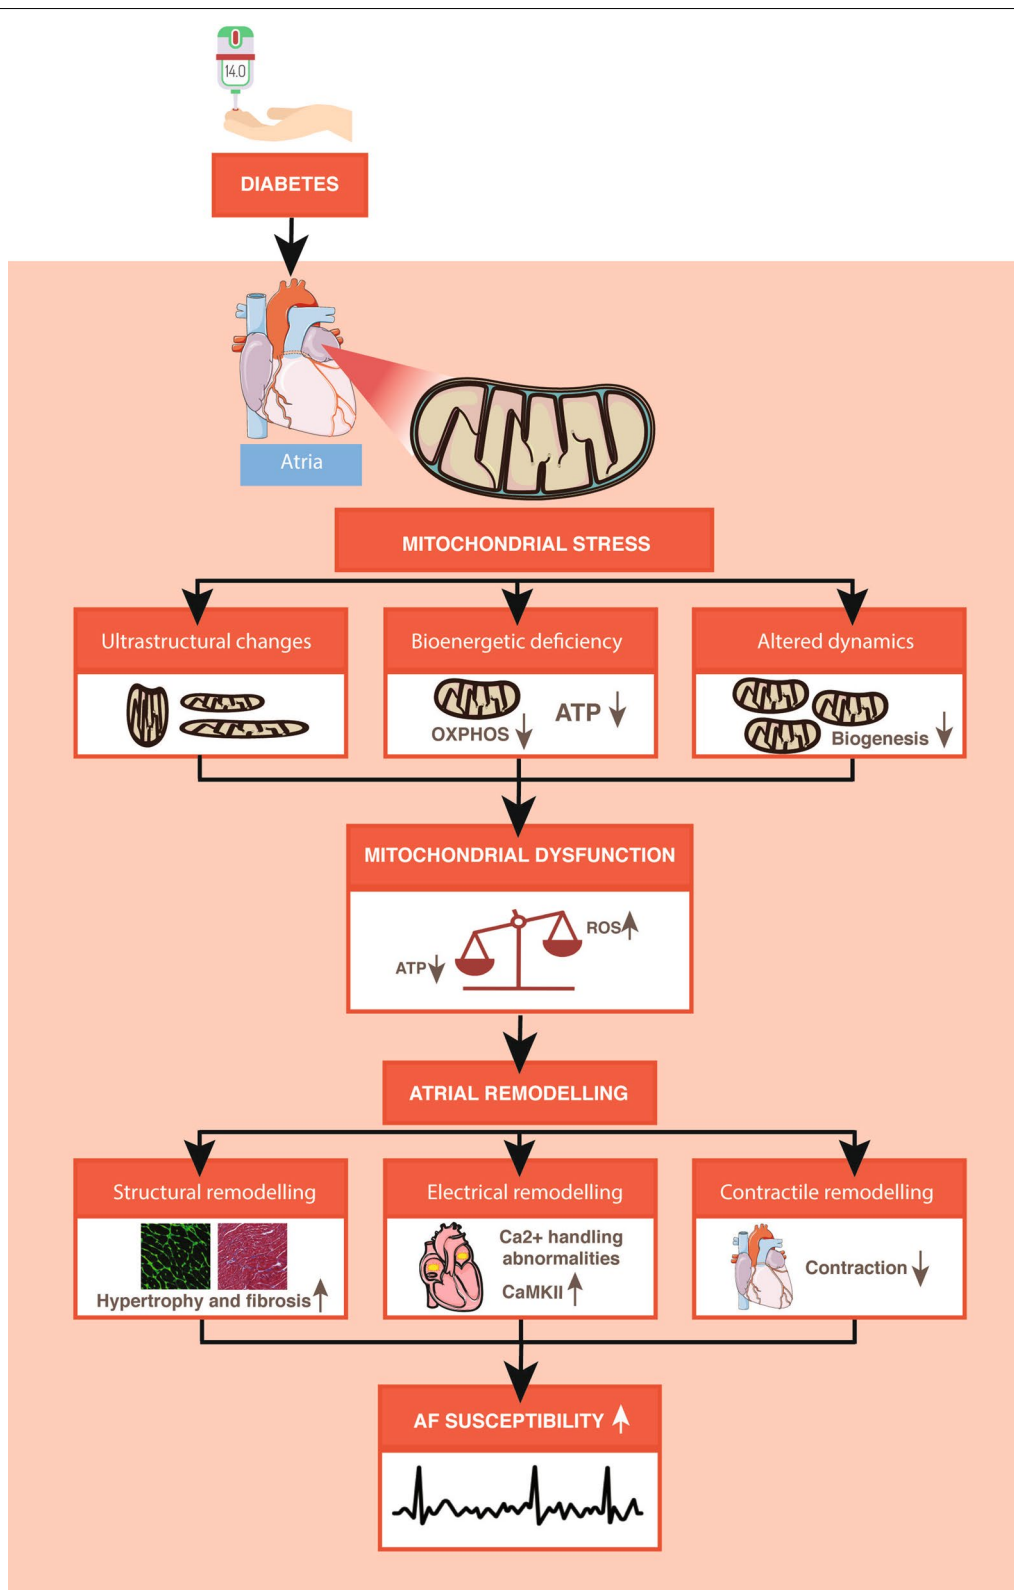 14.0
DIABETES
Atria
MITOCHONDRIAL STRESS
Ultrastructural changes
Bioenergetic deficiency
Altered dynamics
OXPHOS
ATP
Biogenesis
MITOCHONDRIAL DYSFUNCTION
ATP
ROS
ATRIAL REMODELLING
Structural remodelling
Electrical remodelling
Contractile remodelling
Hypertrophy and fibrosis
Ca2+ handling
abnormalities
CaMKII
Contraction
AF SUSCEPTIBILITY